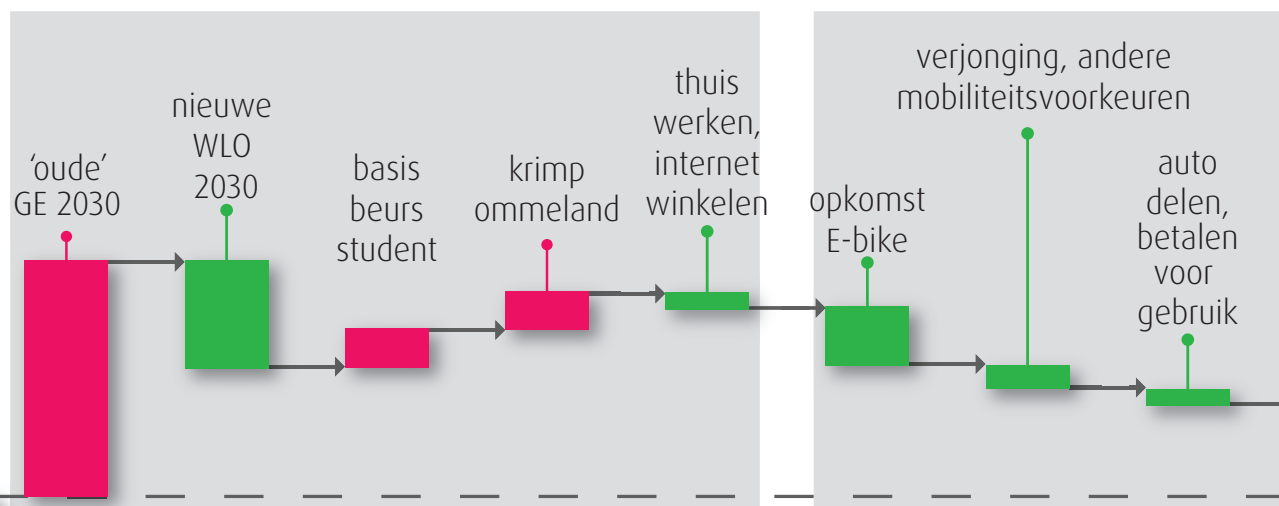 'oude'
GE 2030
nieuwe
WLO
2030
basis
beurs
student
krimp
ommeland
thuis
werken,
internet
winkelen
opkomst
E-bike
verjonging, andere
mobiliteitsvoorkeuren
auto
delen,
betalen
voor
gebruik